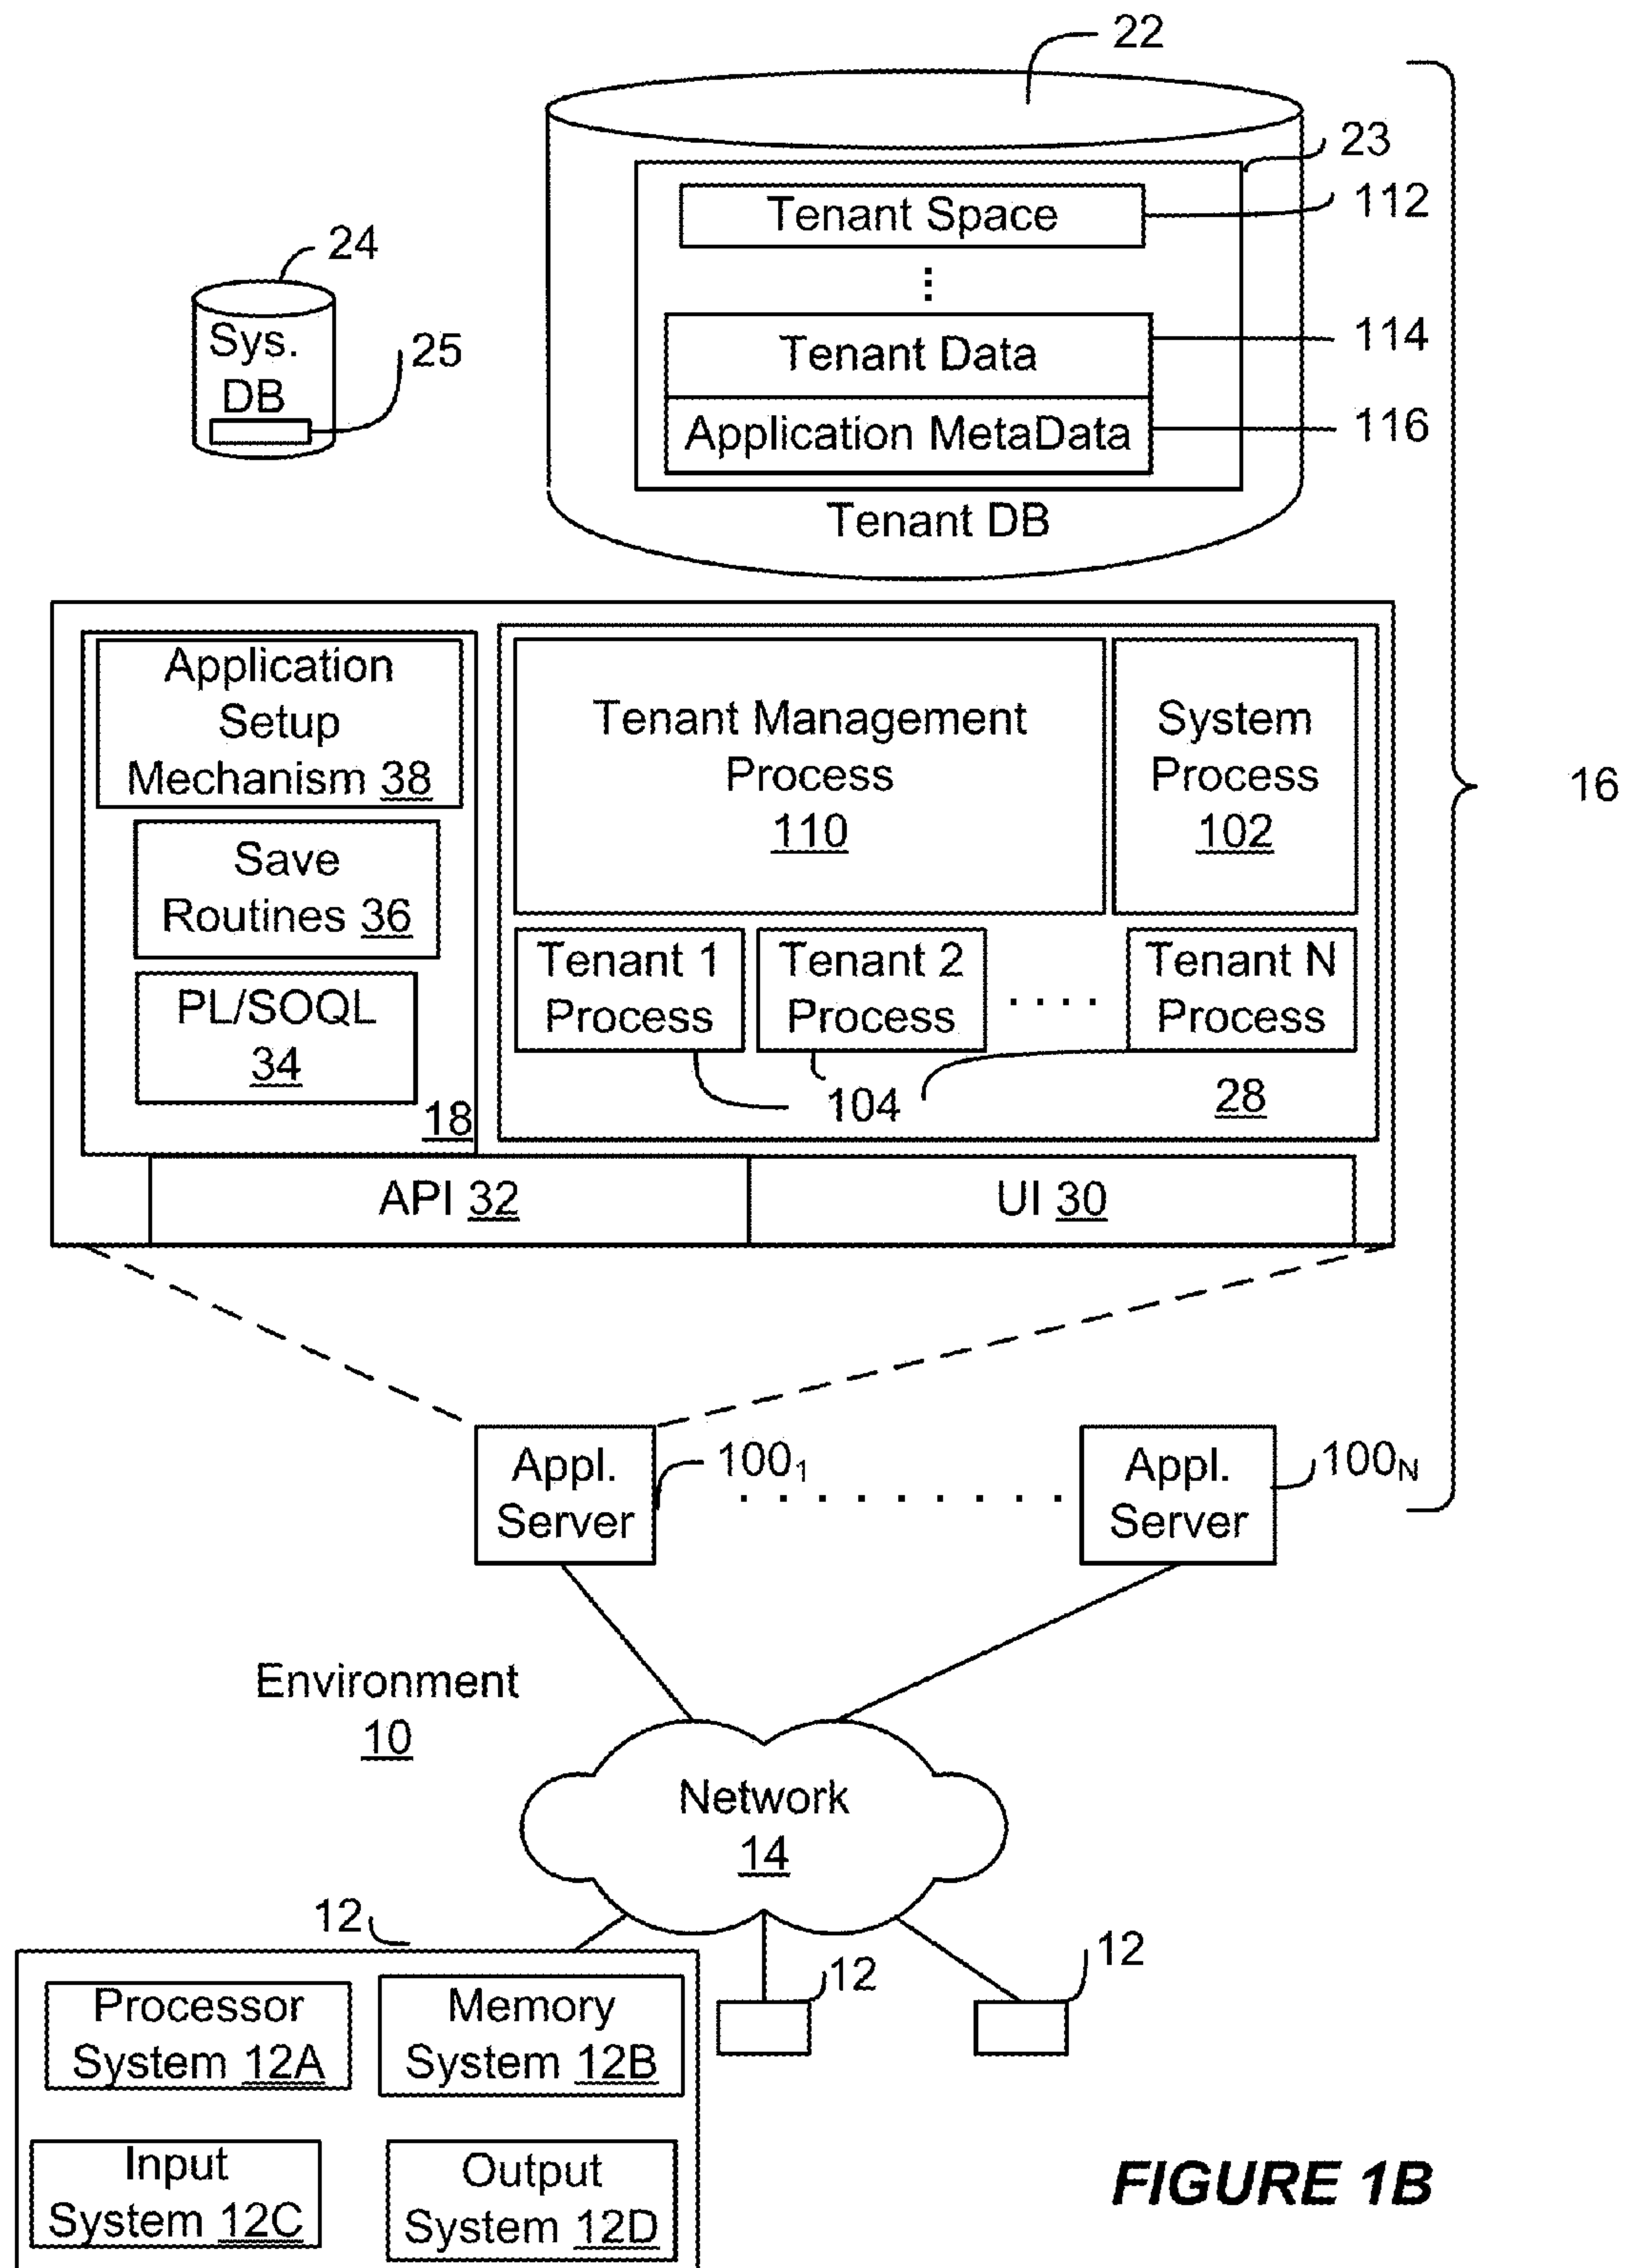 22
23
Tenant Space
112
24
Sys.
DB
25
Tenant Data
114
Application MetaData
116
Tenant DB
16
Application
Setup
Mechanism 38
Tenant Management
Process
110
System
Process
102
Save
Routines 36
Tenant 1
Process
Tenant 2
Process
Tenant N
Process
PL/SOQL
34
104
28
18
API 32
UI 30
Appl.
Server
100₁
Appl.
Server
100N
Environment
10
Network
14
12
12
12
Processor
System 12A
Memory
System 12B
Input
System 12C
Output
System 12D
FIGURE 1B